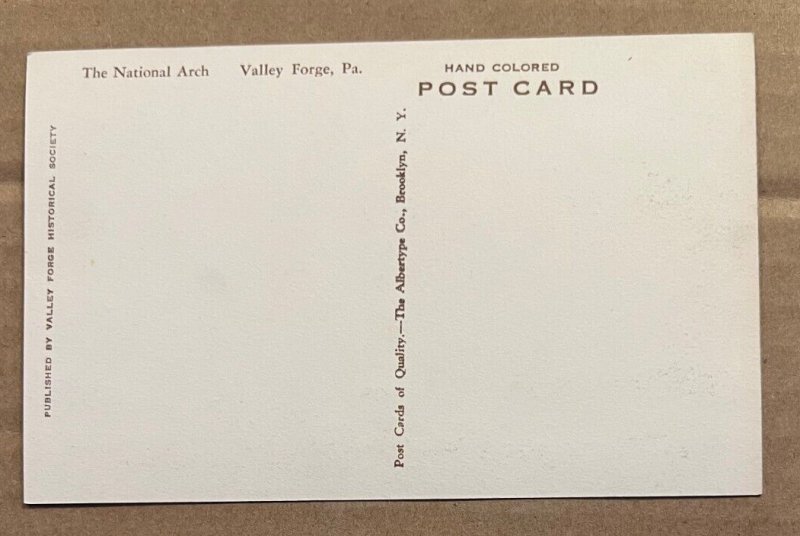 The National Arch Valley Forge, Pa.
HAND COLORED
POST CARD
PUBLISHED BY VALLEY FORGE HISTORICAL SOCIETY
Post Cards of Quality.—The Albertype Co., Brooklyn, N. Y.